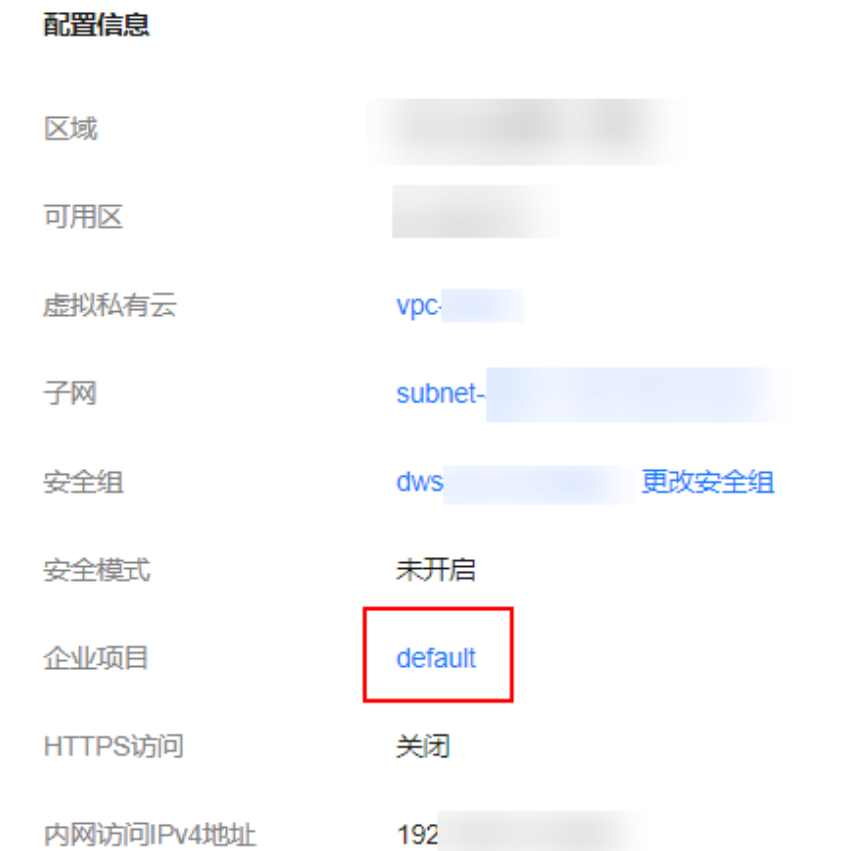 配置信息
区域
可用区
虚拟私有云 vpc-
子网 subnet-
安全组 dws 更改安全组
安全模式 未开启
企业项目 default
HTTPS访问 关闭
内网访问IPv4地址 192